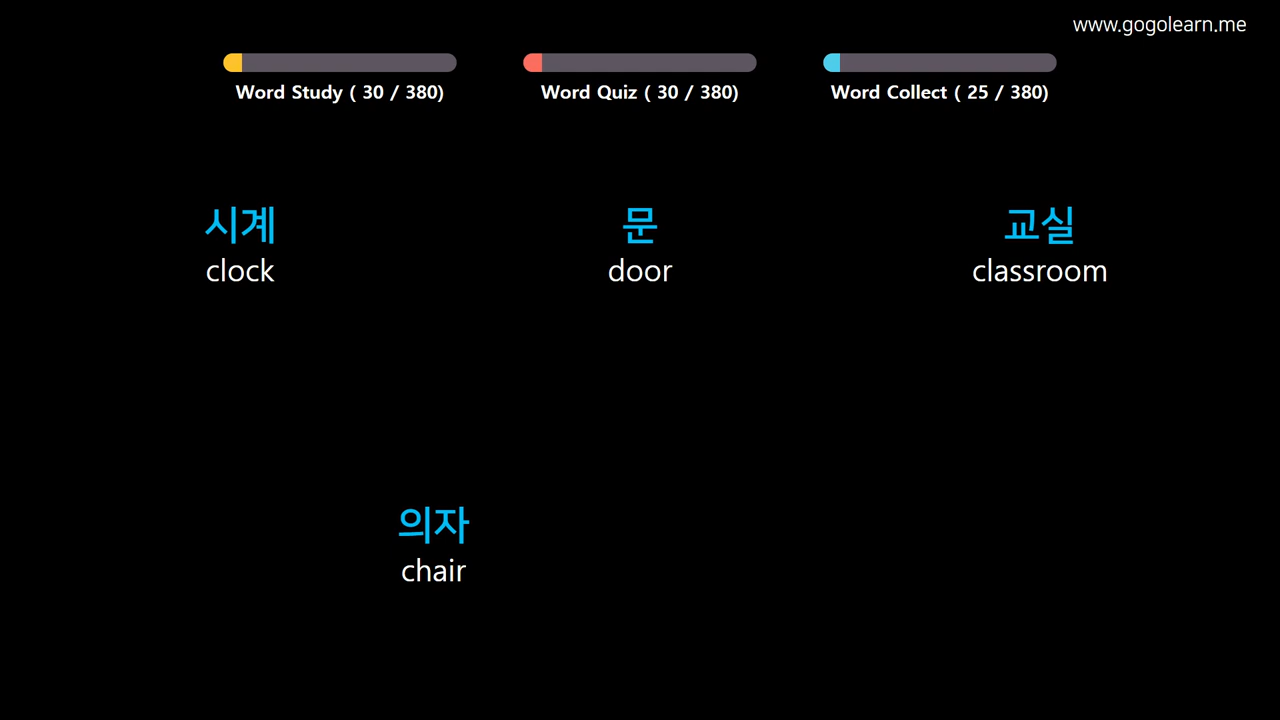 www.gogolearn.me
Word Study ( 30 / 380)
Word Quiz ( 30 / 380)
Word Collect ( 25 / 380)
시계
clock
문
door
교실
classroom
의자
chair